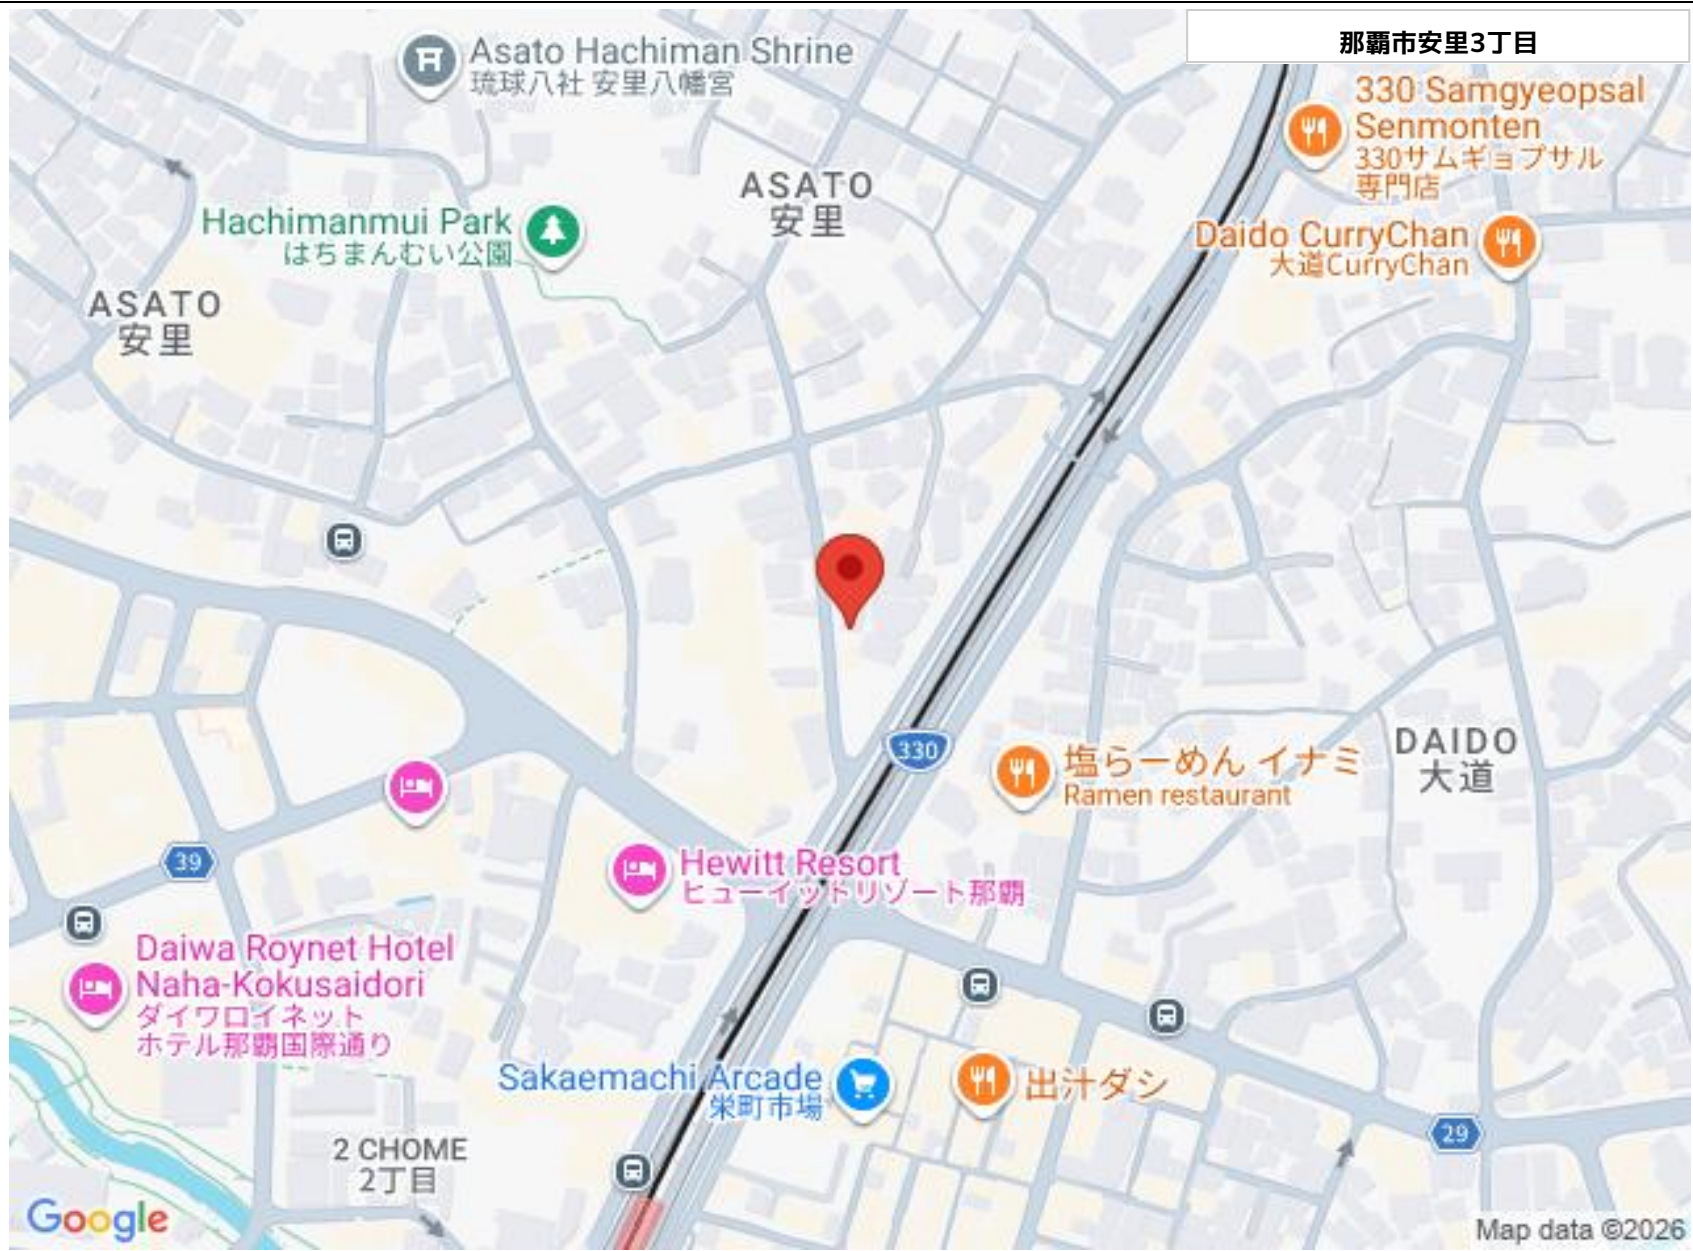 那覇市安里3丁目
Asato Hachiman Shrine
琉球八社 安里八幡宮
330 Samgyeopsal
Senmonten
330サムギョプサル
専門店
ASATO
安里
Hachimanmui Park
はちまんむい公園
Daido CurryChan
大道CurryChan
ASATO
安里
330
塩らーめん イナミ
Ramen restaurant
DAIDO
大道
39
Hewitt Resort
ヒューイットリゾート那覇
Daiwa Roynet Hotel
Naha-Kokusaidori
ダイワロイネット
ホテル那覇国際通り
Sakaemachi Arcade
栄町市場
出汁ダシ
29
2 CHOME
2丁目
Google
Map data ©2026